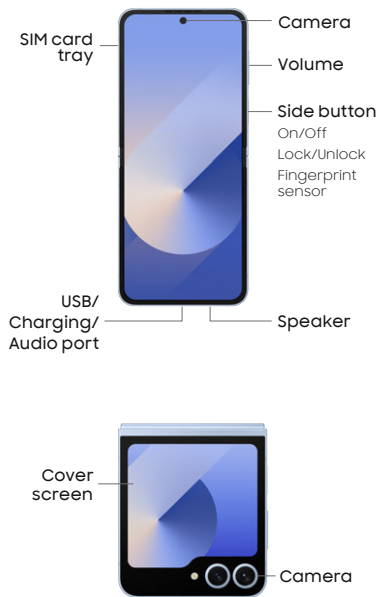 Camera
SIM card
tray
Volume
Side button
On/Off
Lock/Unlock
Fingerprint
sensor
USB/
Charging/
Audio port
Speaker
Cover
screen
Camera